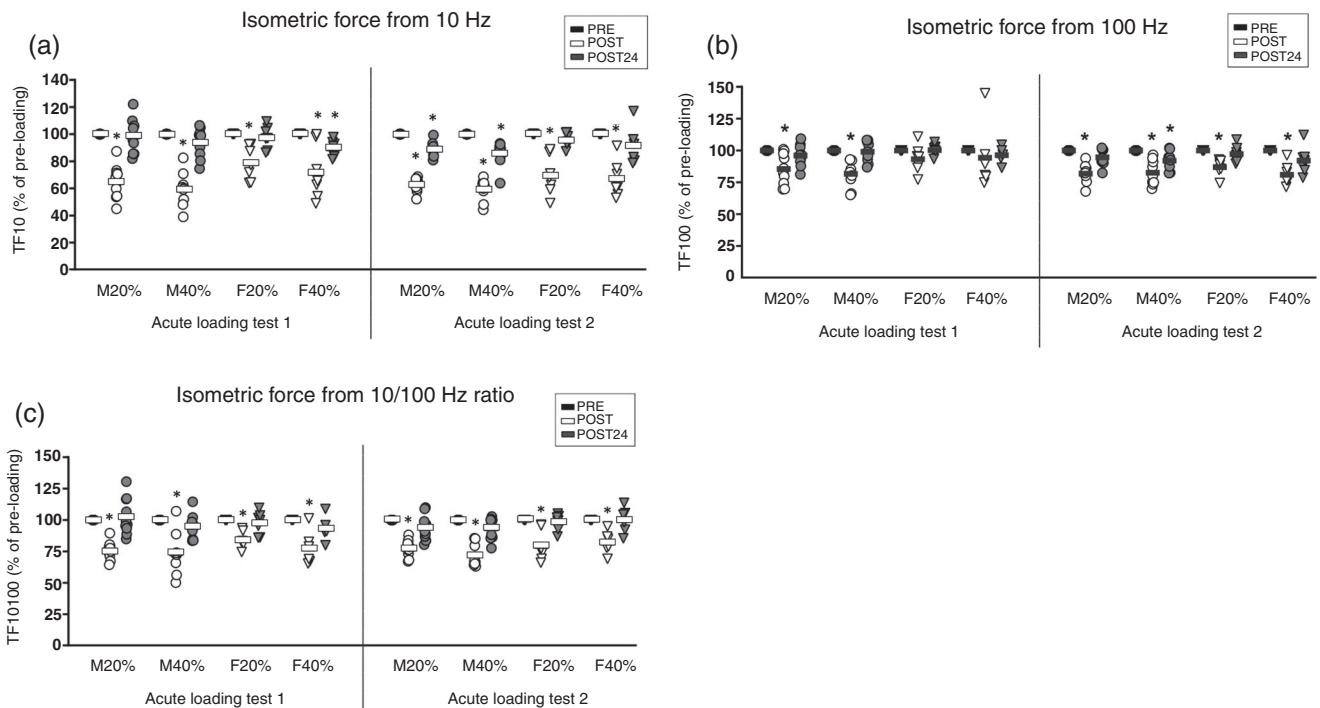 Isometric force from 10 Hz
(a)
PRE
POST
POST24
TF10 (% of pre-loading)
140
120
100
80
60
40
20
0
* * * * * * * * * * *
M20% M40% F20% F40% M20% M40% F20% F40%
Acute loading test 1 Acute loading test 2
Isometric force from 100 Hz
(b)
PRE
POST
POST24
TF100 (% of pre-loading)
150
125
100
75
50
25
0
* * * * * * *
M20% M40% F20% F40% M20% M40% F20% F40%
Acute loading test 1 Acute loading test 2
Isometric force from 10/100 Hz ratio
(c)
PRE
POST
POST24
TF10100 (% of pre-loading)
150
125
100
75
50
25
0
* * * * * * * *
M20% M40% F20% F40% M20% M40% F20% F40%
Acute loading test 1 Acute loading test 2